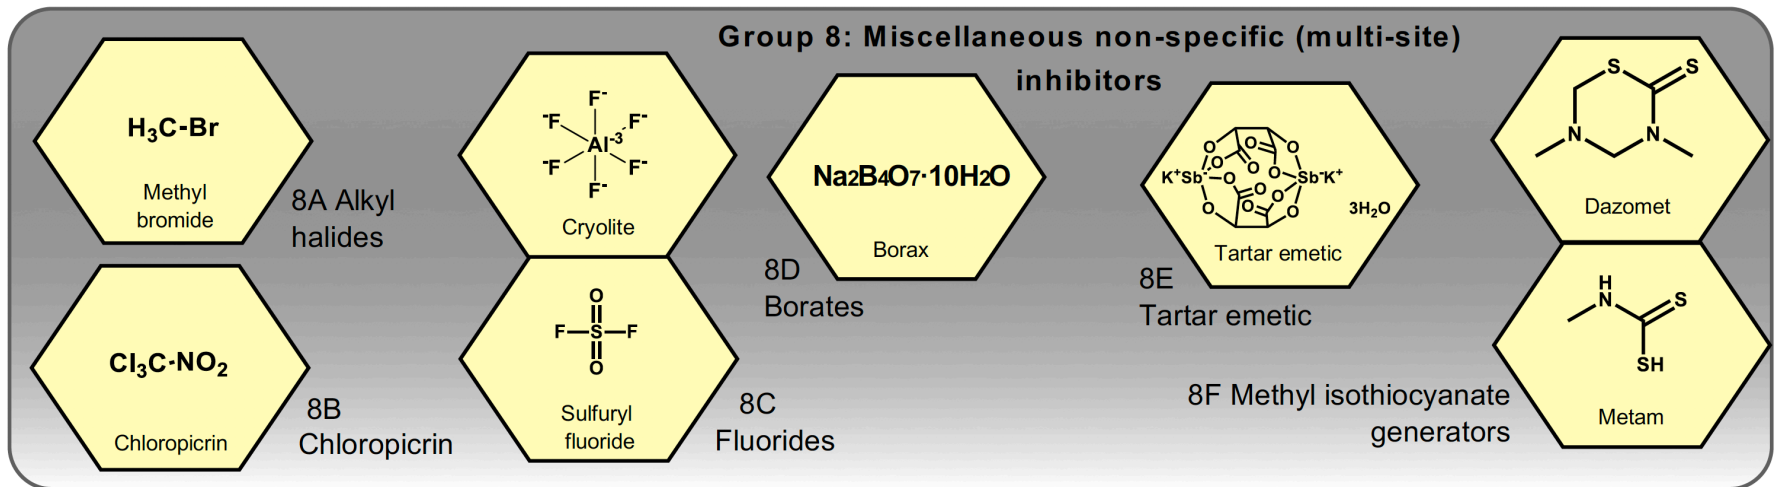 Group 8: Miscellaneous non-specific (multi-site)
inhibitors
H₃C-Br
Methyl
bromide
8A Alkyl
halides
Cl₃C-NO₂
Chloropicrin
8B
Chloropicrin
F⁻
⁻F
F⁻
Al⁻³
⁻F
F⁻
F⁻
Cryolite
O
F S F
O
Sulfuryl
fluoride
8C
Fluorides
Na₂B₄O₇·10H₂O
Borax
8D
Borates
O O O O
O O
K⁺Sb⁻ O Sb⁻K⁺
O O
O O O O
3H₂O
Tartar emetic
8E
Tartar emetic
S S
N N
Dazomet
H
N S
SH
Metam
8F Methyl isothiocyanate
generators